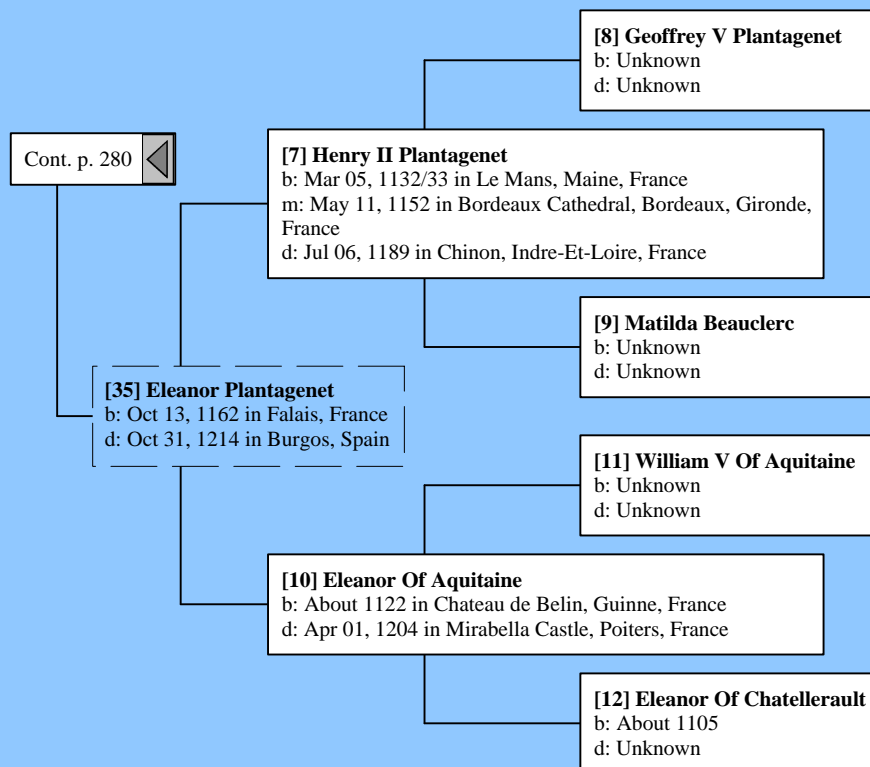 [8] Geoffrey V Plantagenet
b: Unknown
d: Unknown
Cont. p. 280
[7] Henry II Plantagenet
b: Mar 05, 1132/33 in Le Mans, Maine, France
m: May 11, 1152 in Bordeaux Cathedral, Bordeaux, Gironde,
France
d: Jul 06, 1189 in Chinon, Indre-Et-Loire, France
[9] Matilda Beauclerc
b: Unknown
d: Unknown
[35] Eleanor Plantagenet
b: Oct 13, 1162 in Falais, France
d: Oct 31, 1214 in Burgos, Spain
[11] William V Of Aquitaine
b: Unknown
d: Unknown
[10] Eleanor Of Aquitaine
b: About 1122 in Chateau de Belin, Guinne, France
d: Apr 01, 1204 in Mirabella Castle, Poiters, France
[12] Eleanor Of Chatellerault
b: About 1105
d: Unknown